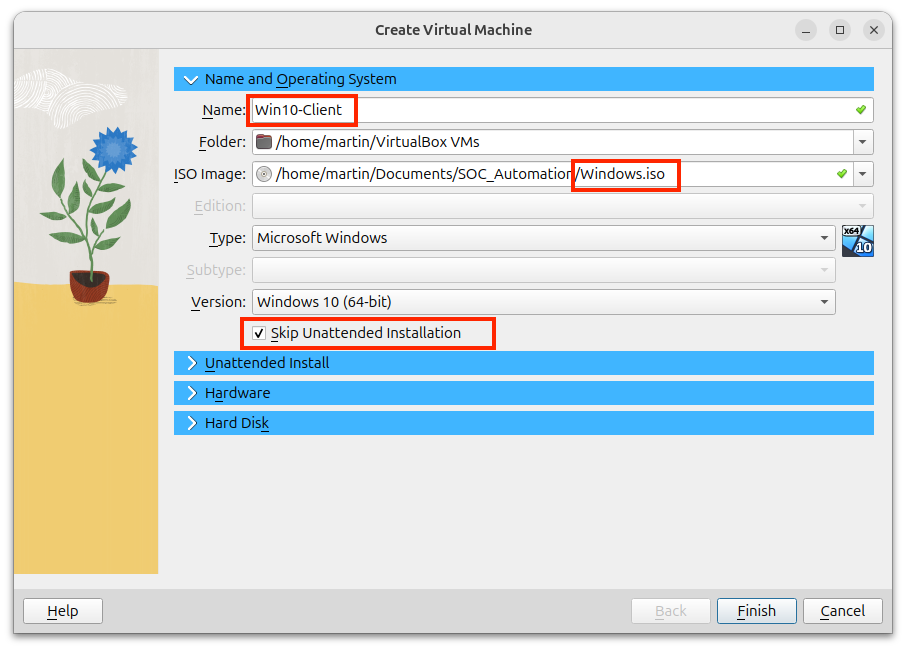 Create Virtual Machine
Name and Operating System
Name: Win10-Client
Folder: /home/martin/VirtualBox VMs
ISO Image: /home/martin/Documents/SOC_Automation/Windows.iso
Edition:
Type: Microsoft Windows
x64
10
Subtype:
Version: Windows 10 (64-bit)
Skip Unattended Installation
Unattended Install
Hardware
Hard Disk
Help Back Finish Cancel